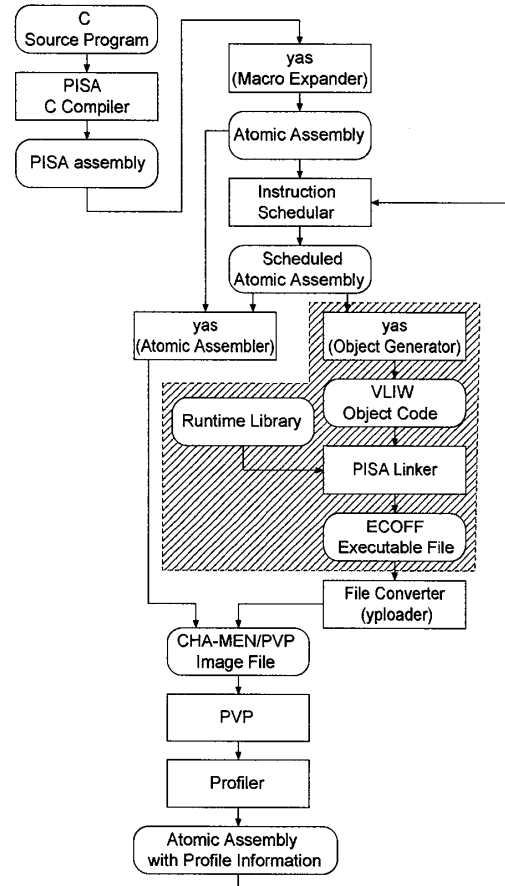 C
Source Program
PISA
C Compiler
PISA assembly
yas
(Macro Expander)
Atomic Assembly
Instruction
Schedular
Scheduled
Atomic Assembly
yas
(Atomic Assembler)
yas
(Object Generator)
VLIW
Object Code
Runtime Library
PISA Linker
ECOFF
Executable File
File Converter
(yploader)
CHA-MEN/PVP
Image File
PVP
Profiler
Atomic Assembly
with Profile Information